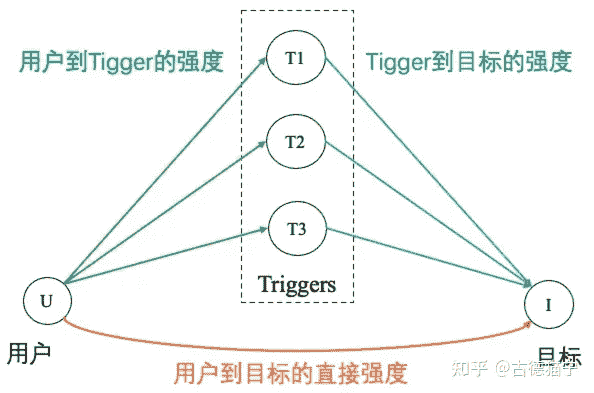 T1
用户到Tigger的强度
Tigger到目标的强度
T2
T3
Triggers
U
I
用户
目标
用户到目标的直接强度
知乎 @古德猫宁